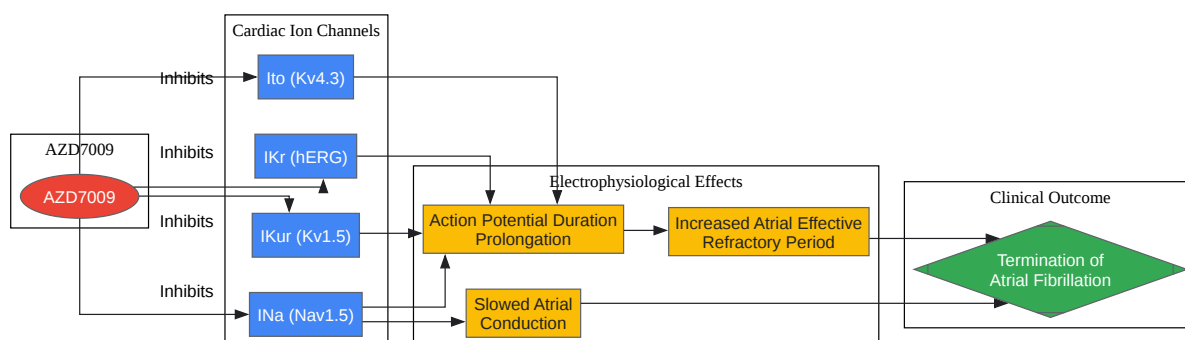 Cardiac Ion Channels
Inhibits
Ito (Kv4.3)
AZD7009
Inhibits
IKr (hERG)
AZD7009
Inhibits
IKur (Kv1.5)
Inhibits
INa (Nav1.5)
Electrophysiological Effects
Action Potential Duration
Prolongation
Increased Atrial Effective
Refractory Period
Slowed Atrial
Conduction
Clinical Outcome
Termination of
Atrial Fibrillation